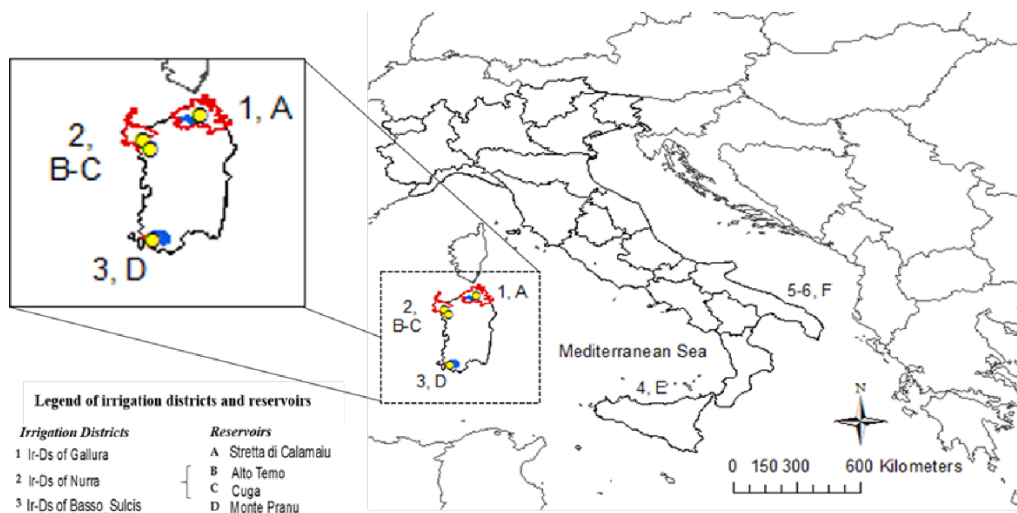 1, A
2,
B-C
3, D
1, A
2,
B-C
3, D
5-6, F
Mediterranean Sea
4, E
N
0 150 300 600 Kilometers
Legend of irrigation districts and reservoirs
Irrigation Districts Reservoirs
1 Ir-Ds of Gallura A Stretta di Calamaiu
2 Ir-Ds of Nurra B Alto Temo
C Cuga
3 Ir-Ds of Basso_Sulcis D Monte Pranu